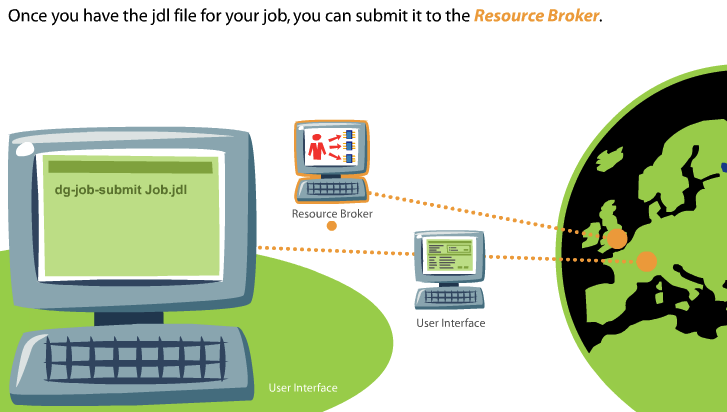 Once you have the jdl file for your job, you can submit it to the Resource Broker.
dg-job-submit Job.jdl
Resource Broker
User Interface
User Interface